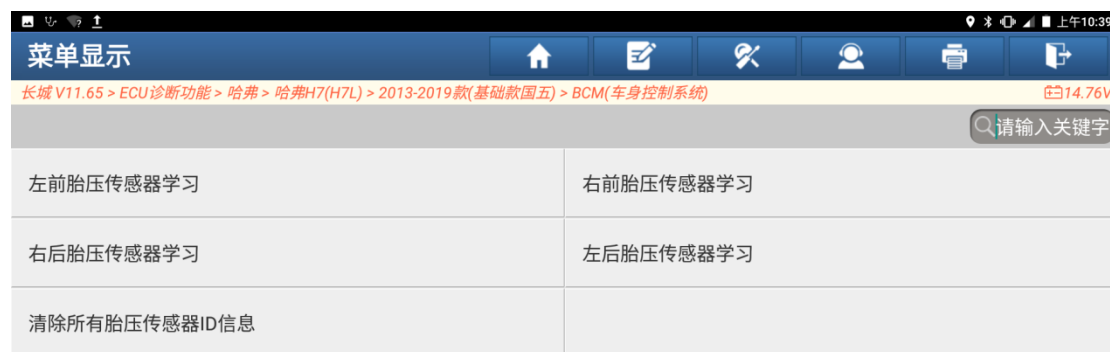 上午10:39
菜单显示
长城 V11.65 > ECU诊断功能 > 哈弗 > 哈弗H7(H7L) > 2013-2019款(基础款国五) > BCM(车身控制系统) 14.76V
请输入关键字
左前胎压传感器学习 右前胎压传感器学习
右后胎压传感器学习 左后胎压传感器学习
清除所有胎压传感器ID信息